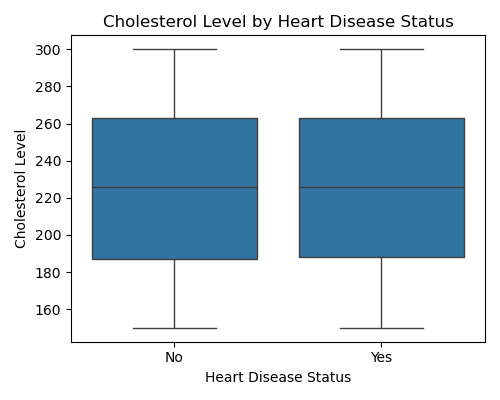 Cholesterol Level by Heart Disease Status
300
280
260
240
220
200
180
160
Cholesterol Level
No Yes
Heart Disease Status